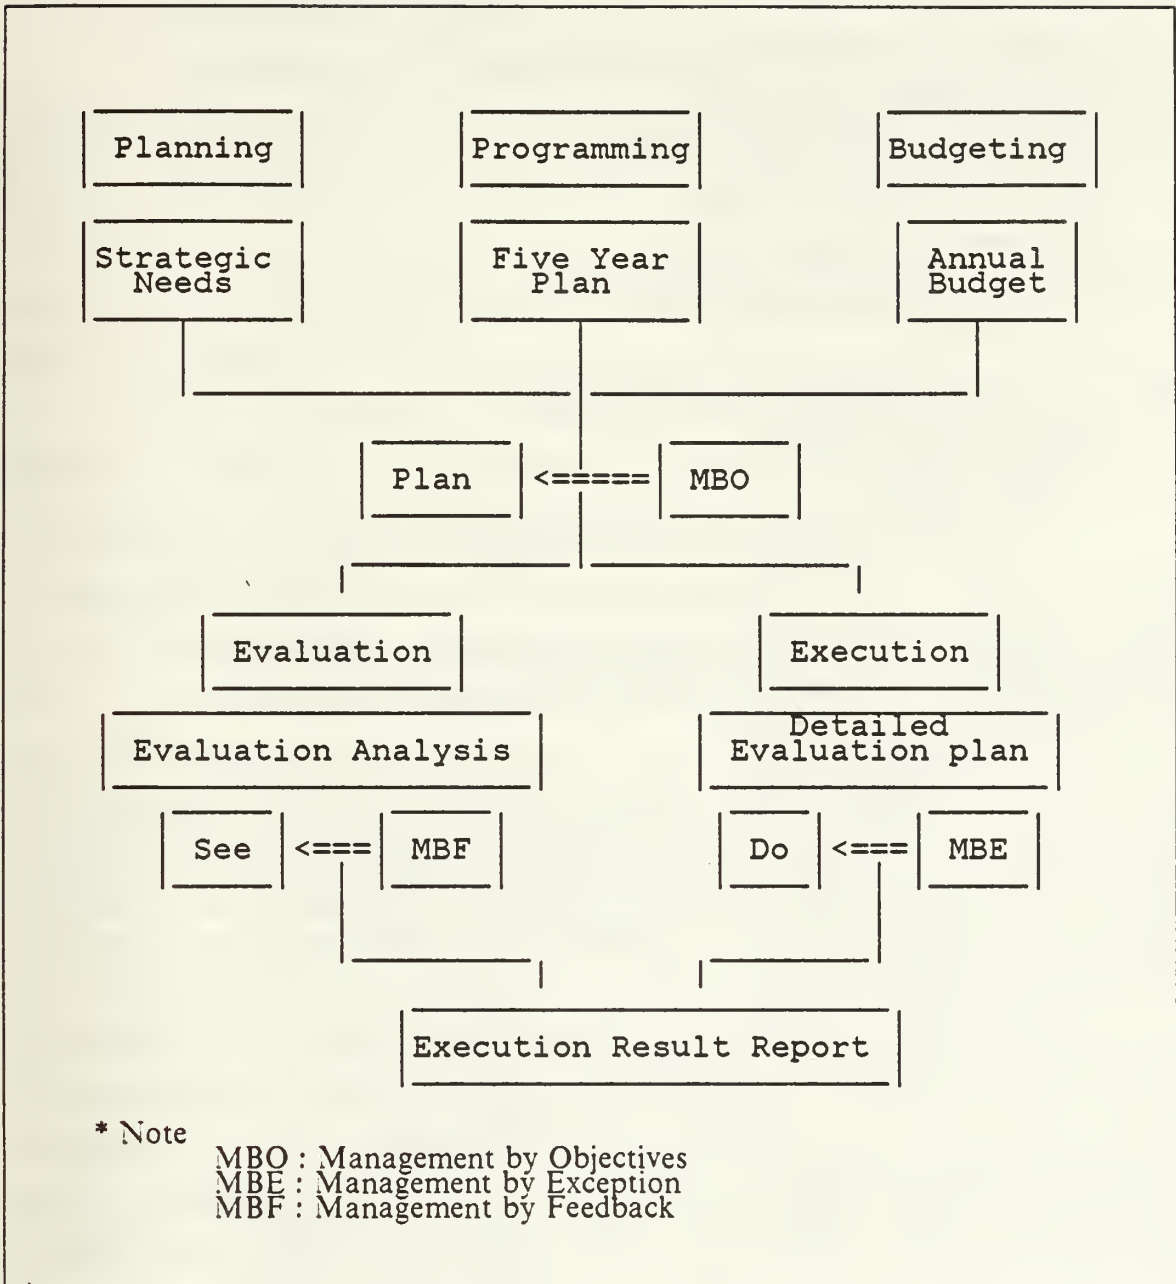 Planning
Programming
Budgeting
Strategic
Needs
Five Year
Plan
Annual
Budget
Plan <===== MBO
Evaluation
Execution
Evaluation Analysis
Detailed
Evaluation plan
See <=== MBF
Do <=== MBE
Execution Result Report
* Note
MBO : Management by Objectives
MBE : Management by Exception
MBF : Management by Feedback